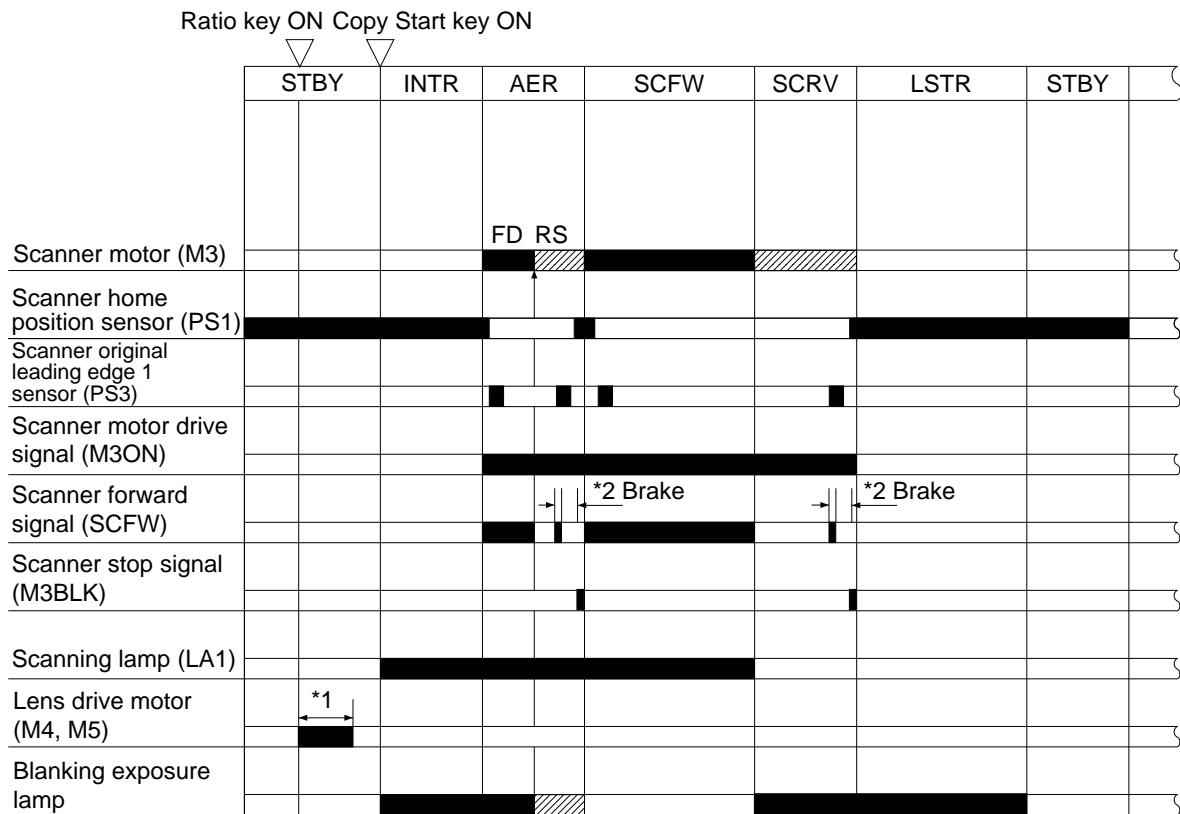 Ratio key ON Copy Start key ON
STBY INTR AER SCFW SCRV LSTR STBY
FD RS
Scanner motor (M3)
Scanner home
position sensor (PS1)
Scanner original
leading edge 1
sensor (PS3)
Scanner motor drive
signal (M3ON)
Scanner forward
signal (SCFW)
*2 Brake
*2 Brake
Scanner stop signal
(M3BLK)
Scanning lamp (LA1)
Lens drive motor
(M4, M5)
*1
Blanking exposure
lamp